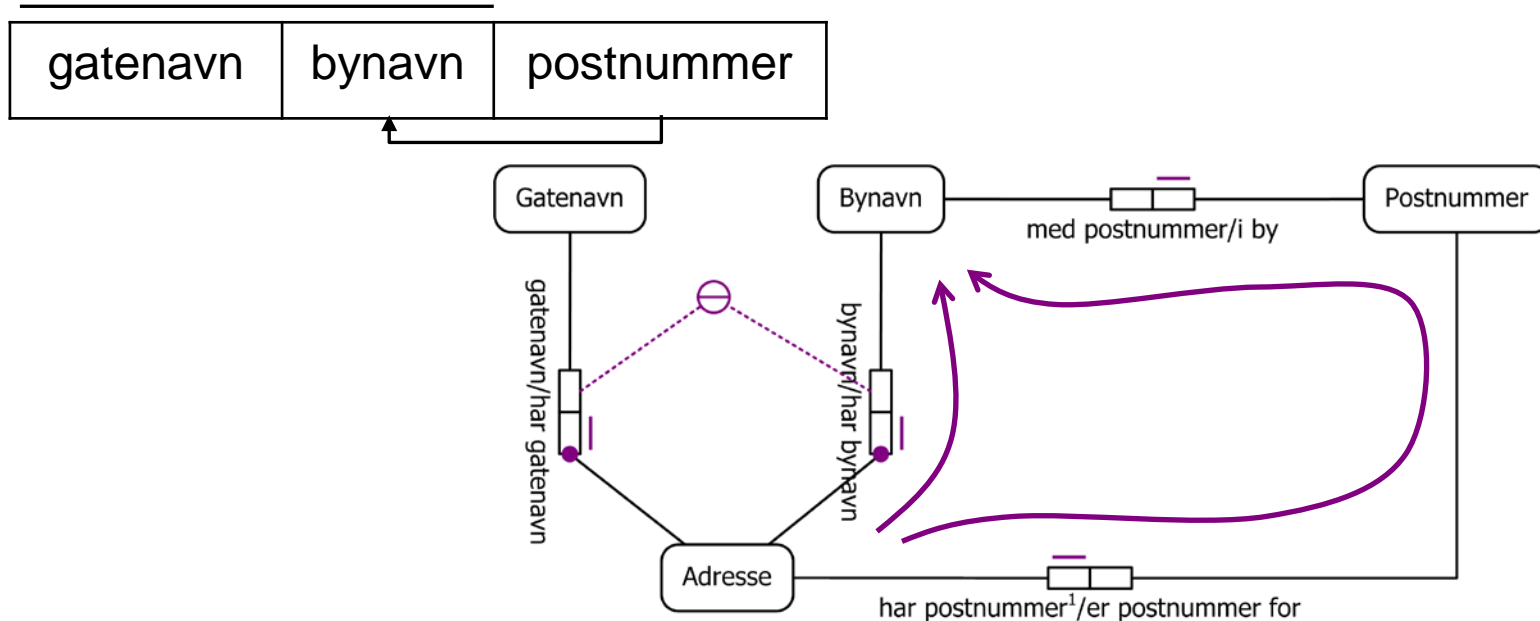 gatenavn bynavn postnummer
Gatenavn Bynavn Postnummer
med postnummer/i by
gatenavn/har gatenavn
bynavn/har bynavn
Adresse
har postnummer¹/er postnummer for